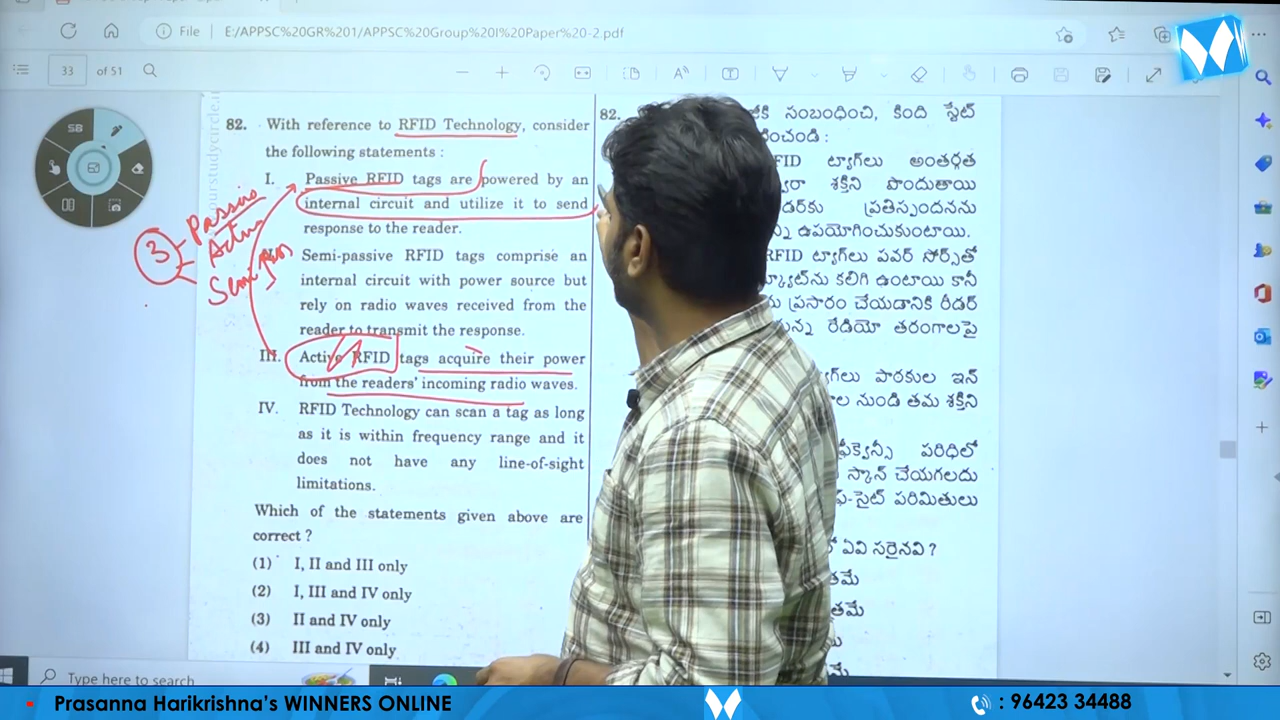 File
E:/APPSC%20GR%201/APPSC%20Group%20I%20Paper%20-2.pdf
33 of 51
82. With reference to RFID Technology, consider
the following statements :
I. Passive RFID tags are powered by an
internal circuit and utilize it to send
response to the reader.
Semi-passive RFID tags comprise an
internal circuit with power source but
rely on radio waves received from the
reader to transmit the response.
III. Active RFID tags acquire their power
from the readers' incoming radio waves.
IV. RFID Technology can scan a tag as long
as it is within frequency range and it
does not have any line-of-sight
limitations.
Which of the statements given above are
correct ?
(1) I, II and III only
(2) I, III and IV only
(3) II and IV only
(4) III and IV only
3
Passive
Active
SB
82. సంబంధించి, కింది స్టేట్
ట్యాగ్‌లు అంతర్గత
శక్తిని పొందుతాయి
ప్రతిస్పందనను
ఉపయోగించుకుంటాయి.
RFID ట్యాగ్‌లు పవర్ సోర్స్‌తో
కలిగి ఉంటాయి కానీ
ప్రసారం చేయడానికి రీడర్
రేడియో తరంగాలపై
పాఠకుల ఇన్
నుండి తమ శక్తిని
ఫ్రీక్వెన్సీ పరిధిలో
స్కాన్ చేయగలదు
పరిమితులు
ఏవి సరైనవి ?
Type here to search
Prasanna Harikrishna's WINNERS ONLINE
: 96423 34488